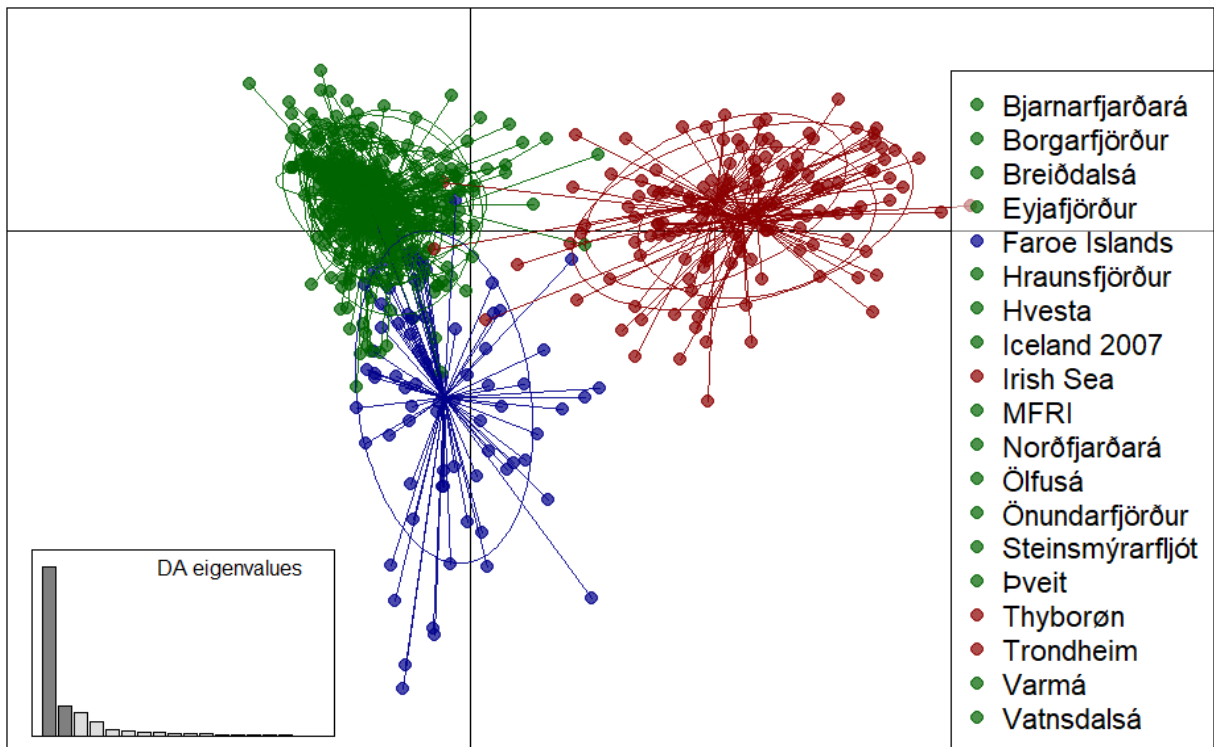 Bjarnarfjarðará
Borgarfjörður
Breiðdalsá
Eyjafjörður
Faroe Islands
Hraunsfjörður
Hvesta
Iceland 2007
Irish Sea
MFRI
Norðfjarðará
Ölfusá
Önundarfjörður
Steinsmýrarfljót
Þveit
Thyborøn
Trondheim
Varmá
Vatnsdalsá
DA eigenvalues